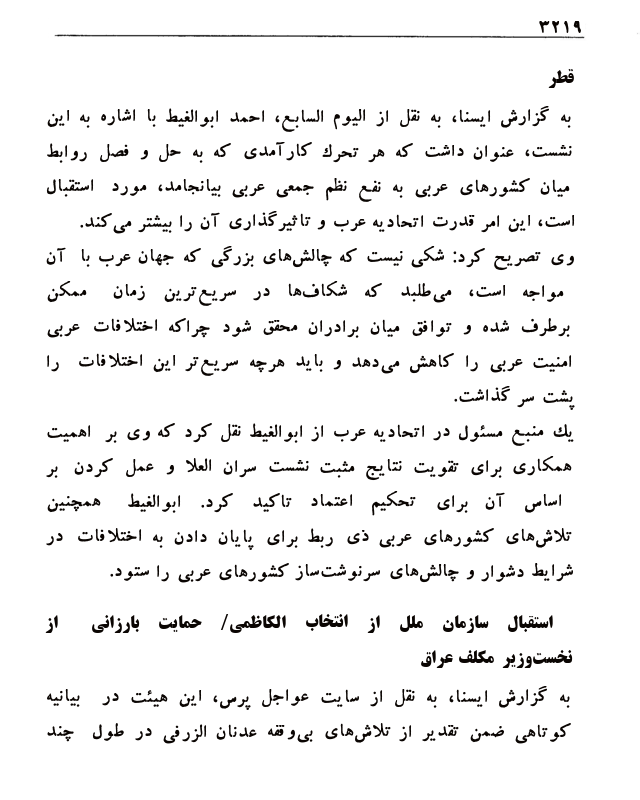 ۳۲۱۹
قطر
به گزارش ایسنا، به نقل از الیوم السابع، احمد ابوالغیط با اشاره به این
نشست، عنوان داشت که هر تحرك کارآمدی که به حل و فصل روابط
میان کشورهای عربی به نفع نظم جمعی عربی بیانجامد، مورد استقبال
است، این امر قدرت اتحادیه عرب و تاثیرگذاری آن را بیشتر می‌کند.
وی تصریح کرد: شکی نیست که چالش‌های بزرگی که جهان عرب با آن
مواجه است، می‌طلبد که شکاف‌ها در سریع‌ترین زمان ممکن
برطرف شده و توافق میان برادران محقق شود چراکه اختلافات عربی
امنیت عربی را کاهش می‌دهد و باید هرچه سریع‌تر این اختلافات را
پشت سر گذاشت.
یك منبع مسئول در اتحادیه عرب از ابوالغیط نقل کرد که وی بر اهمیت
همکاری برای تقویت نتایج مثبت نشست سران العلا و عمل کردن بر
اساس آن برای تحکیم اعتماد تاکید کرد. ابوالغیط همچنین
تلاش‌های کشورهای عربی ذی ربط برای پایان دادن به اختلافات در
شرایط دشوار و چالش‌های سرنوشت‌ساز کشورهای عربی را ستود.
استقبال سازمان ملل از انتخاب الکاظمی/ حمایت بارزانی از
نخست‌وزیر مکلف عراق
به گزارش ایسنا، به نقل از سایت عواجل پرس، این هیئت در بیانیه
کوتاهی ضمن تقدیر از تلاش‌های بی‌وقفه عدنان الزرفی در طول چند